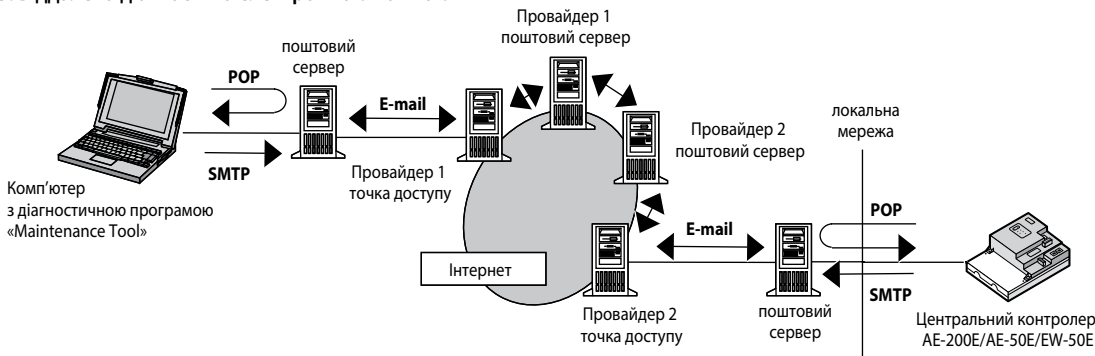 Провайдер 1
поштовий сервер
поштовий
сервер
POP
E-mail
SMTP
Провайдер 1
точка доступу
Комп’ютер
з діагностичною програмою
«Maintenance Tool»
Провайдер 2
поштовий сервер
локальна
мережа
Інтернет
E-mail
POP
SMTP
Провайдер 2
точка доступу
поштовий
сервер
Центральний контролер
AE-200E/AE-50E/EW-50E